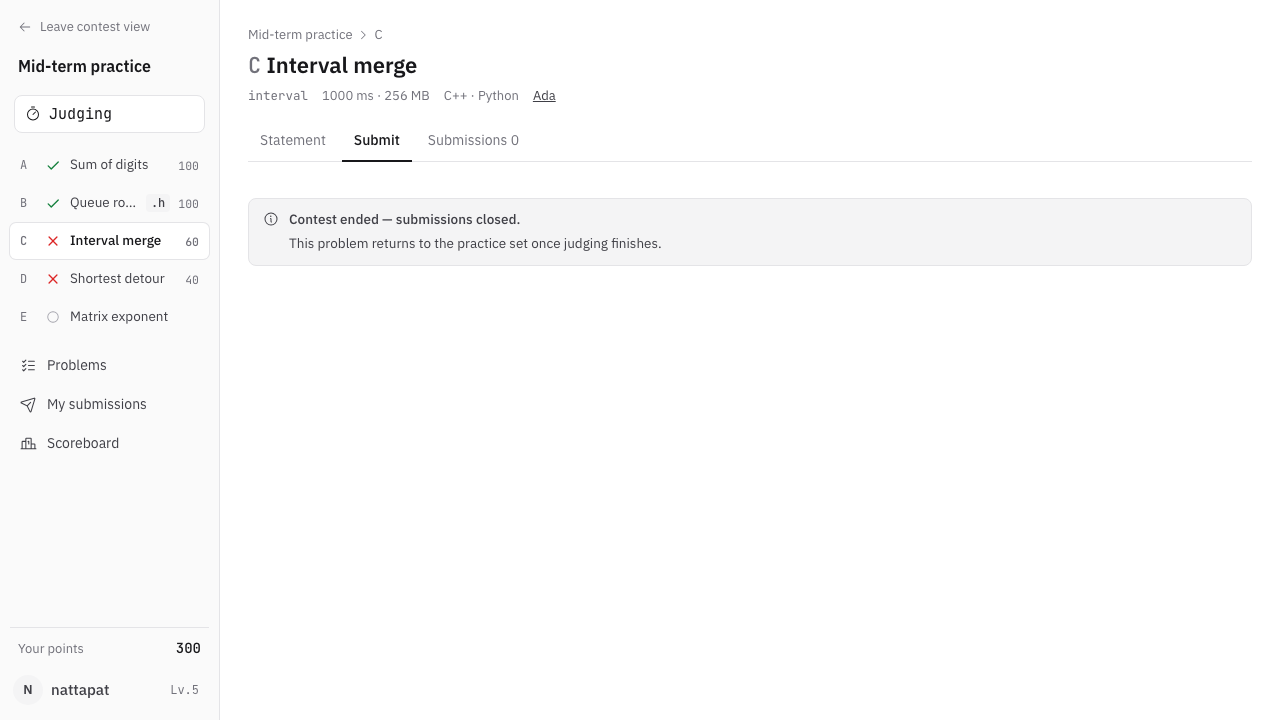 Leave contest view
Mid-term practice
Judging
A Sum of digits 100
B Queue ro... .h 100
C Interval merge 60
D Shortest detour 40
E Matrix exponent
Problems
My submissions
Scoreboard
Your points 300
N nattapat Lv.5
Mid-term practice > C
C Interval merge
interval 1000 ms · 256 MB C++ · Python Ada
Statement Submit Submissions 0
Contest ended — submissions closed.
This problem returns to the practice set once judging finishes.